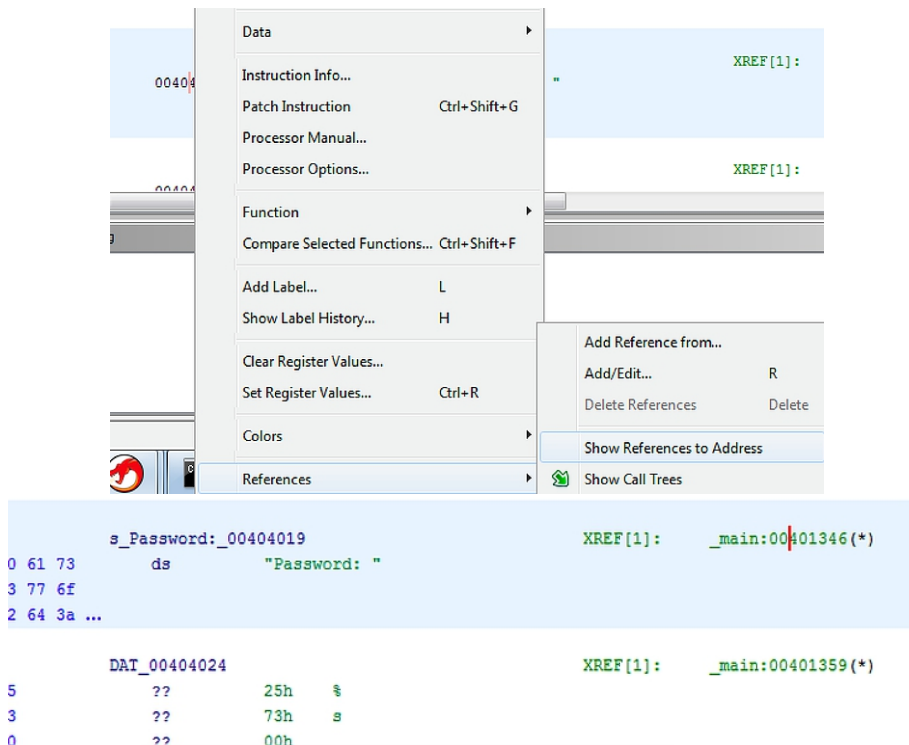 Data
XREF[1]:
0040
Instruction Info...
"
Patch Instruction Ctrl+Shift+G
Processor Manual...
Processor Options...
XREF[1]:
Function
Compare Selected Functions... Ctrl+Shift+F
Add Label... L
Show Label History... H
Add Reference from...
Clear Register Values...
Add/Edit... R
Set Register Values... Ctrl+R
Delete References Delete
Colors
Show References to Address
References
Show Call Trees
s_Password:_00404019 XREF[1]: _main:00401346(*)
0 61 73 ds "Password: "
3 77 6f
2 64 3a ...
DAT_00404024 XREF[1]: _main:00401359(*)
5 ?? 25h %
3 ?? 73h s
0 ?? 00h